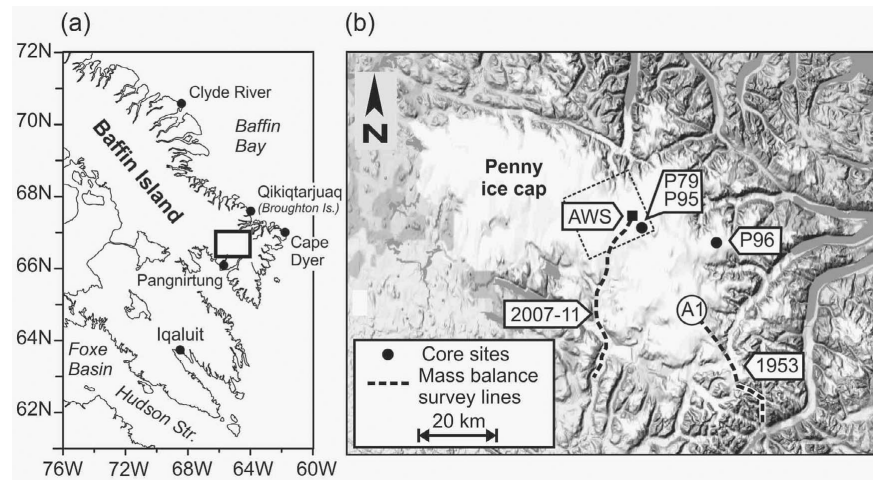 (a)
72N
70N
68N
66N
64N
62N
76W
72W
68W
64W
60W
Clyde River
Baffin
Bay
Baffin Island
Qikiqtarjuaq
(Broughton Is.)
Cape
Dyer
Pangnirtung
Iqaluit
Foxe
Basin
Hudson Str.
(b)
N
Penny
ice cap
P79
P95
AWS
P96
2007-11
A1
1953
Core sites
Mass balance
survey lines
20 km